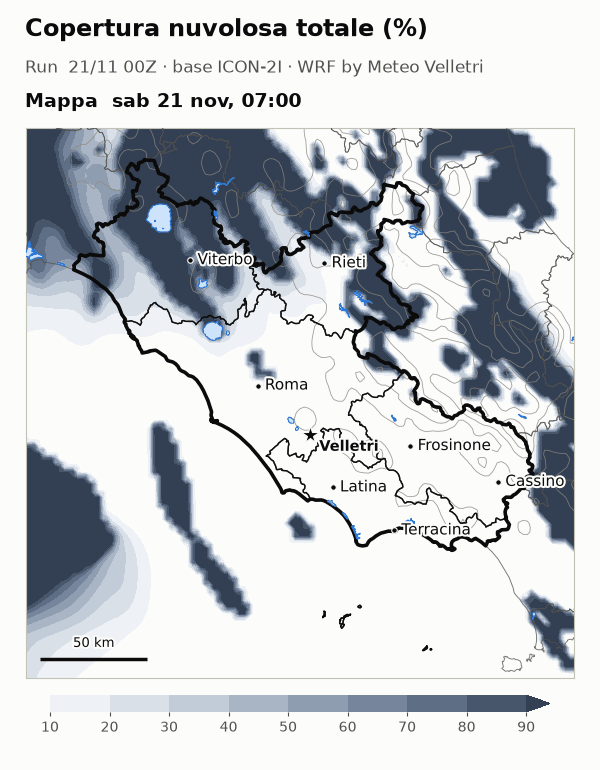 Copertura nuvolosa totale (%)
Run  21/11 00Z · base ICON-2I · WRF by Meteo Velletri
Mappa  sab 21 nov, 07:00
Viterbo
Rieti
Roma
Velletri
Frosinone
Latina
Cassino
Terracina
50 km
10 20 30 40 50 60 70 80 90